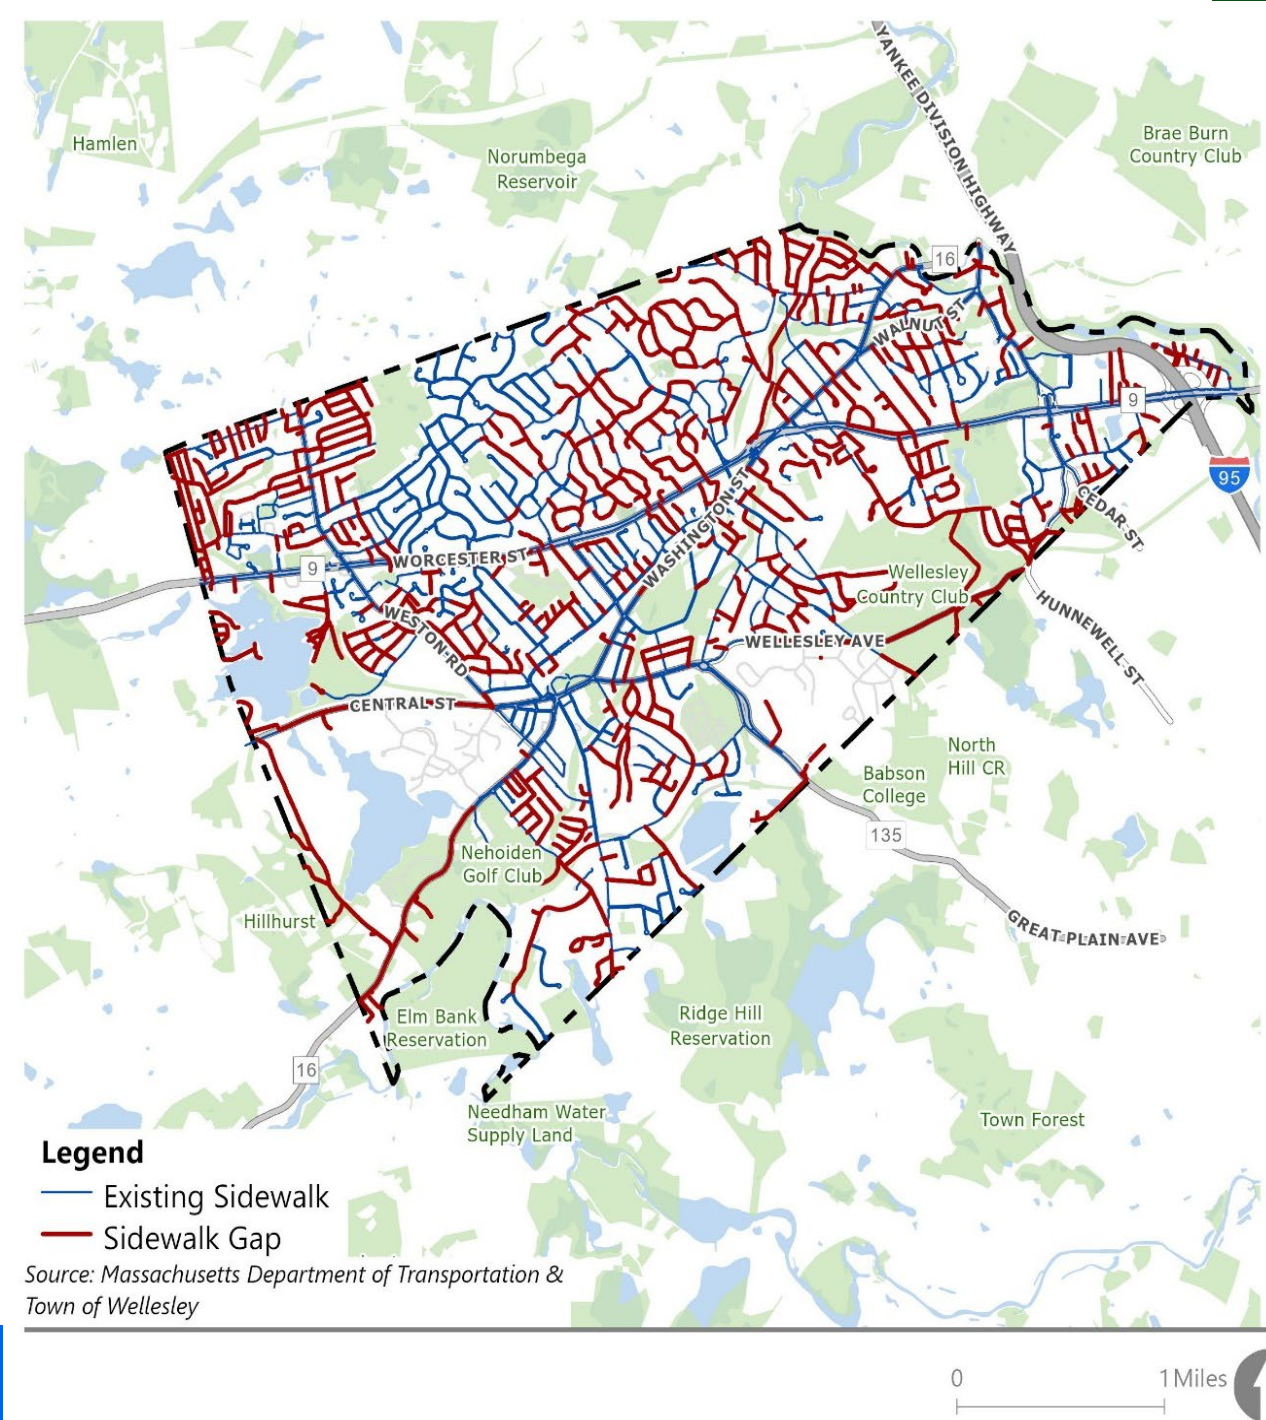 YANKEE DIVISION HIGHWAY
Hamlen
Brae Burn
Country Club
Norumbega
Reservoir
16
WALNUT ST
9
95
CEDAR ST
WORCESTER ST
9
WASHINGTON ST
Wellesley
Country Club
HUNNEWELL ST
WESTON RD
WELLESLEY AVE
CENTRAL ST
North
Hill CR
Babson
College
135
Nehoiden
Golf Club
Hillhurst
GREAT PLAIN AVE
Elm Bank
Reservation
Ridge Hill
Reservation
16
Needham Water
Supply Land
Town Forest
Legend
Existing Sidewalk
Sidewalk Gap
Source: Massachusetts Department of Transportation &
Town of Wellesley
0 1 Miles